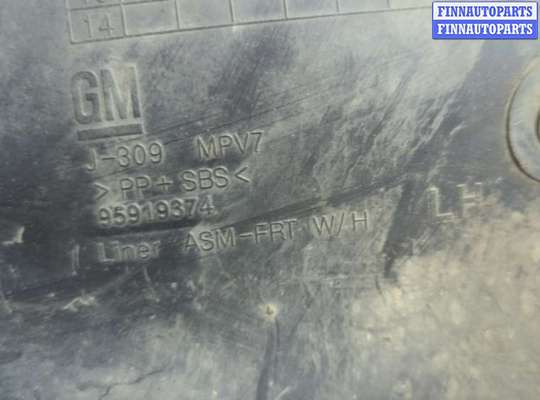 FINNAUTOPARTS
FINNAUTOPARTS
14
GM
J-309 MPV7
>PP+SBS<
95919374
Liner ASM-FRT W/H LH